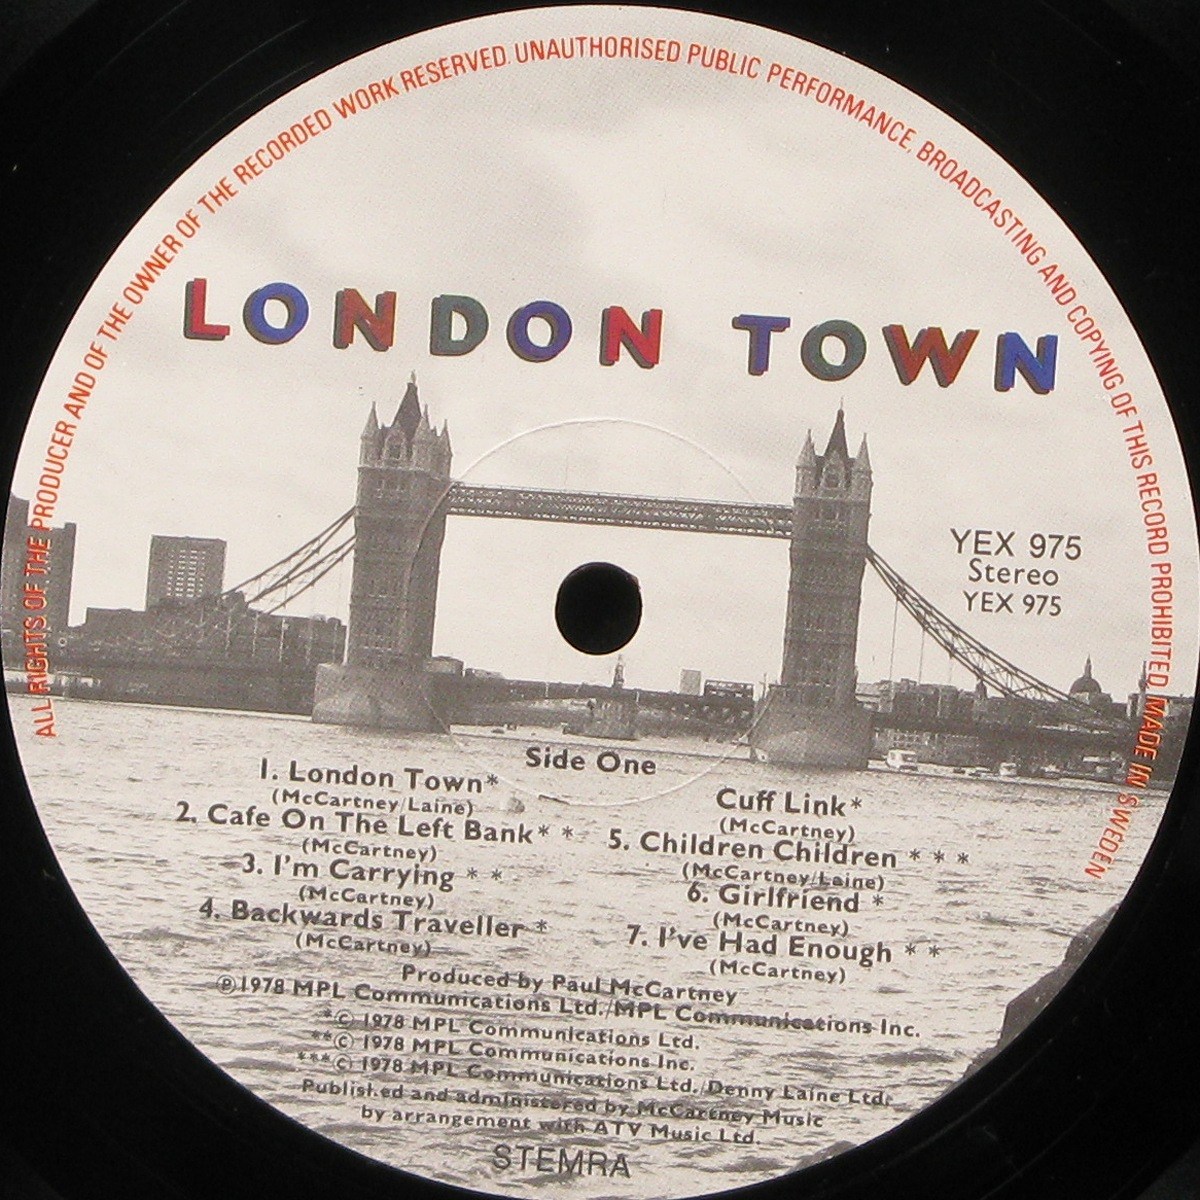 ALL RIGHTS OF THE PRODUCER AND OF THE OWNER OF THE RECORDED WORK RESERVED. UNAUTHORISED PUBLIC PERFORMANCE, BROADCASTING AND COPYING OF THIS RECORD PROHIBITED. MADE IN SWEDEN
LONDON TOWN
YEX 975
Stereo
YEX 975
Side One
1. London Town*
(McCartney/Laine)
2. Cafe On The Left Bank* *
(McCartney)
3. I'm Carrying * *
(McCartney)
4. Backwards Traveller *
(McCartney)
Cuff Link*
(McCartney)
5. Children Children * * *
(McCartney/Laine)
6. Girlfriend *
(McCartney)
7. I've Had Enough * *
(McCartney)
Produced by Paul McCartney
℗1978 MPL Communications Ltd./MPL Communications Inc.
*© 1978 MPL Communications Ltd.
**© 1978 MPL Communications Inc.
***© 1978 MPL Communications Ltd./Denny Laine Ltd.
Published and administered by McCartney Music
by arrangement with ATV Music Ltd.
STEMRA